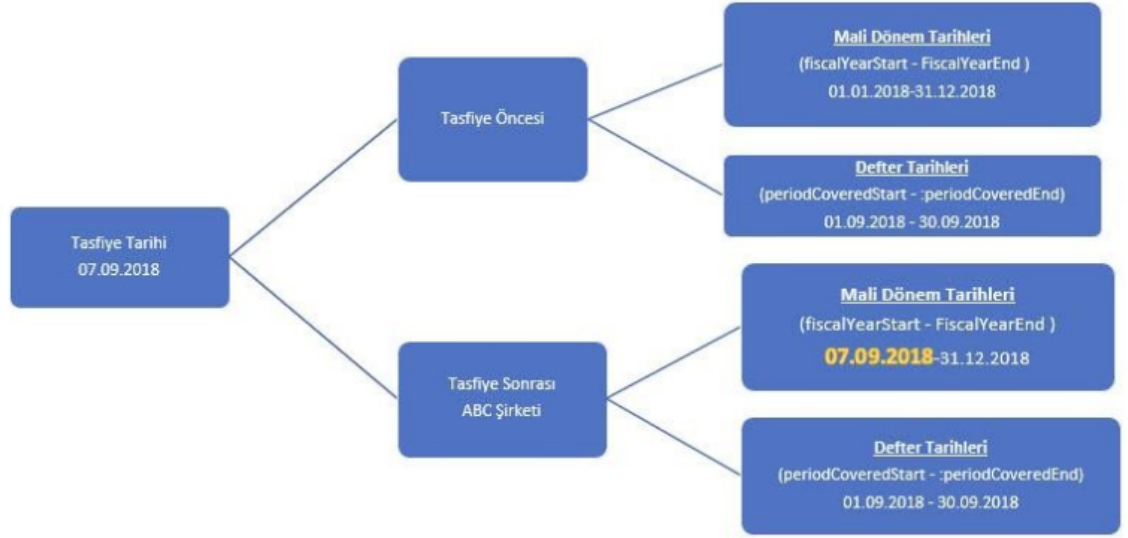 Tasfiye Tarihi
07.09.2018
Tasfiye Öncesi
Mali Dönem Tarihleri
(fiscalYearStart - FiscalYearEnd )
01.01.2018-31.12.2018
Defter Tarihleri
(periodCoveredStart - :periodCoveredEnd)
01.09.2018 - 30.09.2018
Tasfiye Sonrası
ABC Şirketi
Mali Dönem Tarihleri
(fiscalYearStart - FiscalYearEnd )
07.09.2018-31.12.2018
Defter Tarihleri
(periodCoveredStart - :periodCoveredEnd)
01.09.2018 - 30.09.2018